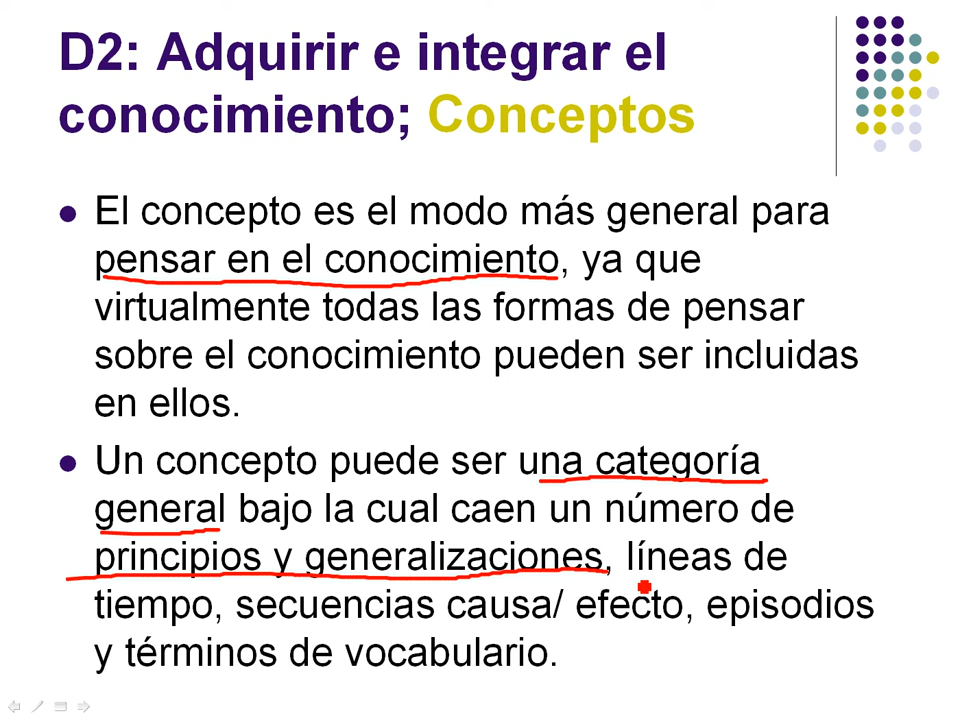 D2: Adquirir e integrar el
conocimiento; Conceptos
El concepto es el modo más general para
pensar en el conocimiento, ya que
virtualmente todas las formas de pensar
sobre el conocimiento pueden ser incluidas
en ellos.
Un concepto puede ser una categoría
general bajo la cual caen un número de
principios y generalizaciones, líneas de
tiempo, secuencias causa/ efecto, episodios
y términos de vocabulario.